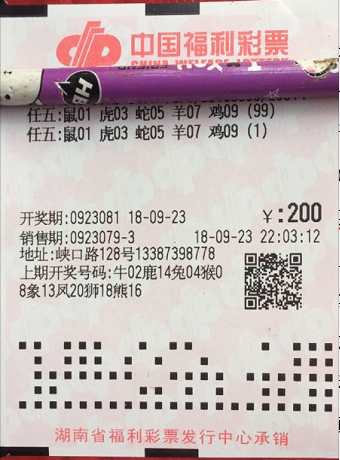 中国福利彩票
CHINA WELFARE LOTTERY
任五:鼠01 虎03 蛇05 羊07 鸡09 (99)
任五:鼠01 虎03 蛇05 羊07 鸡09 (1)
开奖期:0923081 18-09-23 ¥:200
销售期:0923079-3 18-09-23 22:03:12
地址:峡口路128号13387398778
上期开奖号码:牛02鹿14兔04猴0
8象13凤20狮18熊16
湖南省福利彩票发行中心承销